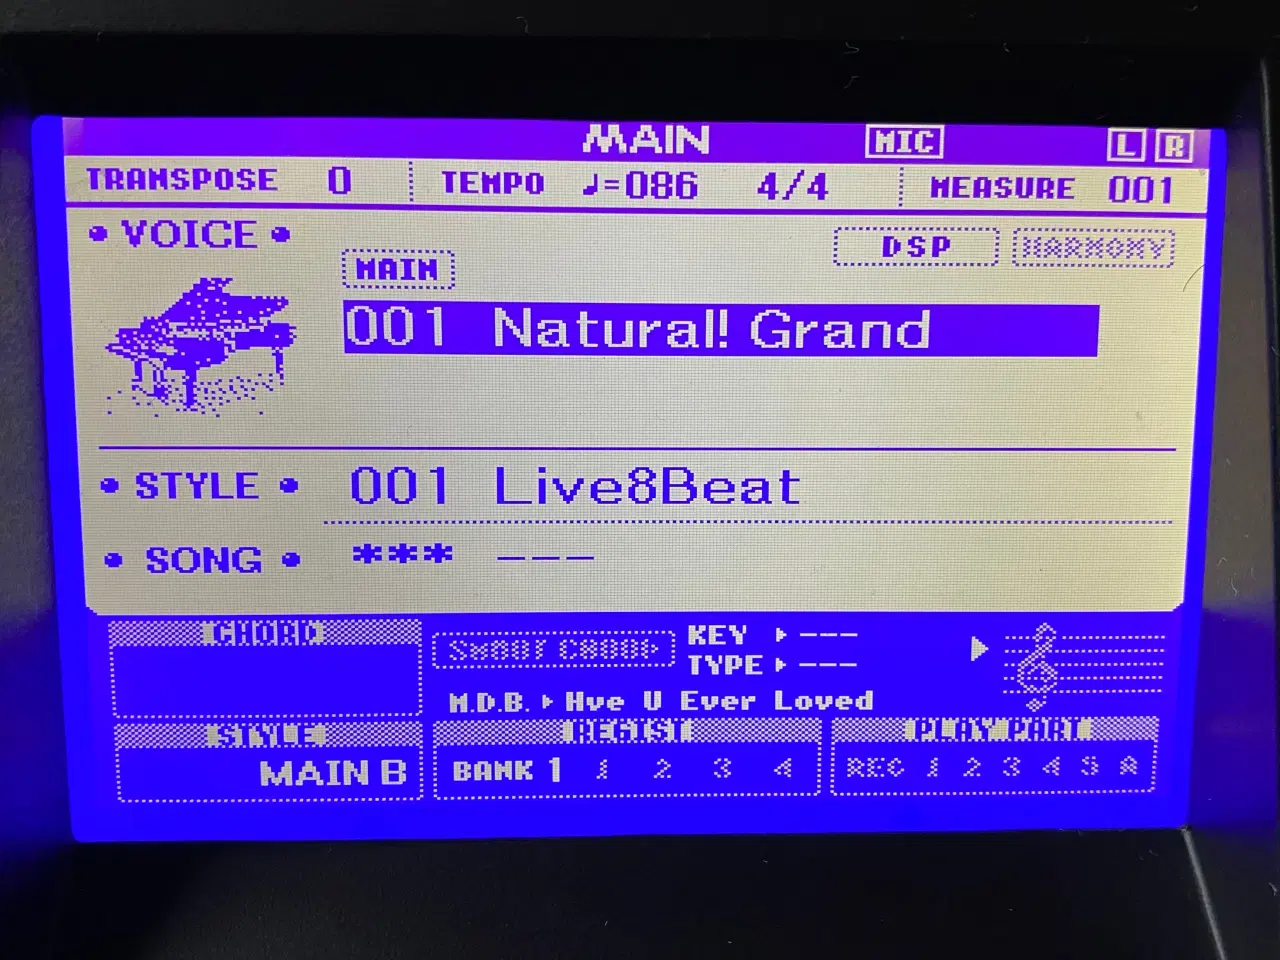 MAIN MIC L R
TRANSPOSE 0 TEMPO ♩=086 4/4 MEASURE 001
• VOICE •
DSP HARMONY
MAIN
001 Natural! Grand
• STYLE • 001 Live8Beat
• SONG • *** ---
CHORD
SMART CHORD
KEY ▸ ---
TYPE ▸ ---
M.D.B. ▸ Hve U Ever Loved
STYLE REGIST PLAY PART
MAIN B BANK 1 1 2 3 4 REC 1 2 3 4 5 A